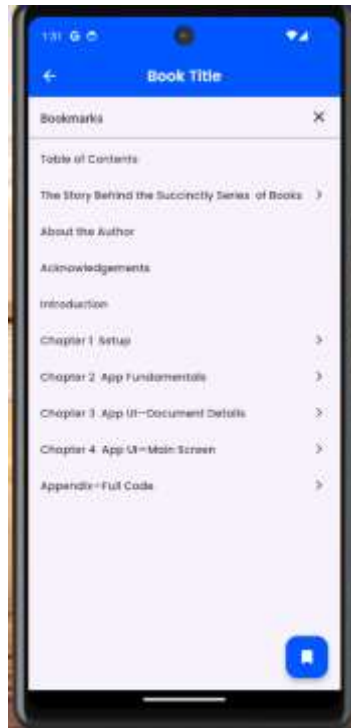 1:51 G
Book Title
Bookmarks
Table of Contents
The Story Behind the Succinctly Series of Books
About the Author
Acknowledgements
Introduction
Chapter 1 Setup
Chapter 2 App Fundamentals
Chapter 3 App UI—Document Details
Chapter 4 App UI—Main Screen
Appendix—Full Code